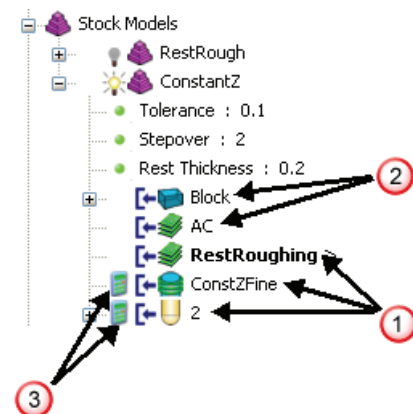 Stock Models
RestRough
ConstantZ
Tolerance : 0.1
Stepover : 2
Rest Thickness : 0.2
Block
2
AC
RestRoughing >
ConstZFine
2
1
3